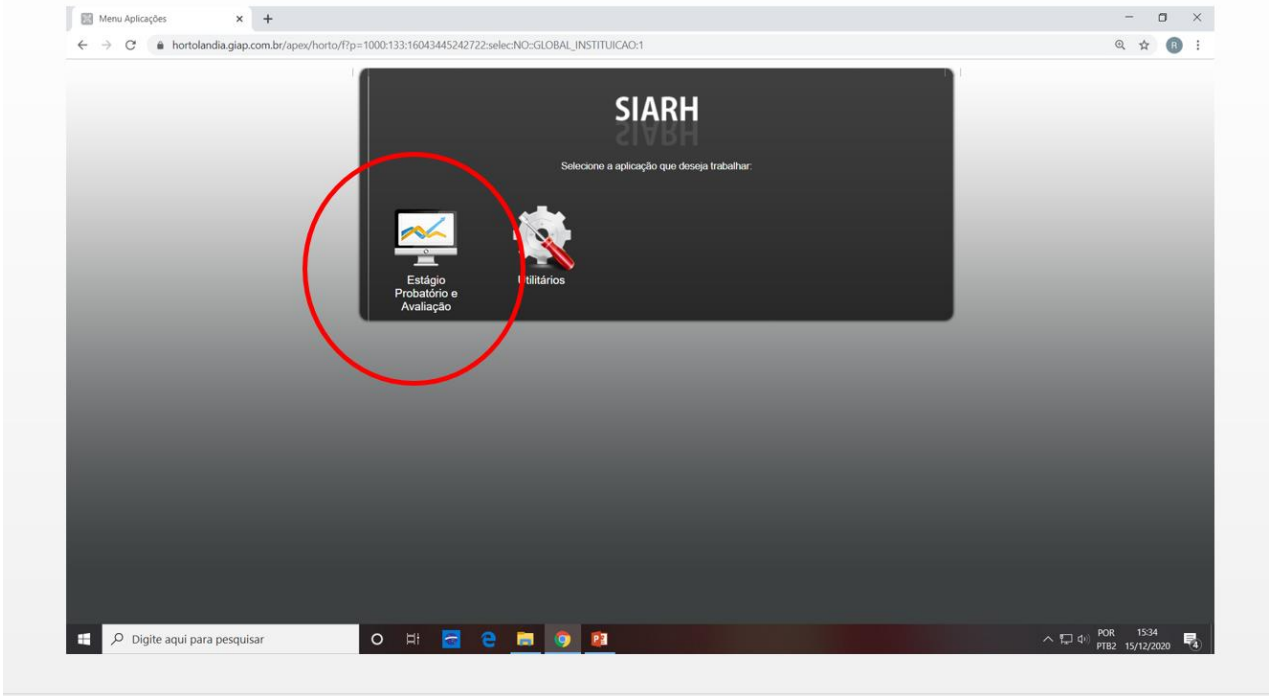 Menu Aplicações
hortolandia.giap.com.br/apex/horto/f?p=1000:133:16043445242722:selec:NO::GLOBAL_INSTITUICAO:1
R
SIARH
Selecione a aplicação que deseja trabalhar:
Estágio
Probatório e
Avaliação
Utilitários
Digite aqui para pesquisar
POR 15:34
PTB2 15/12/2020
4